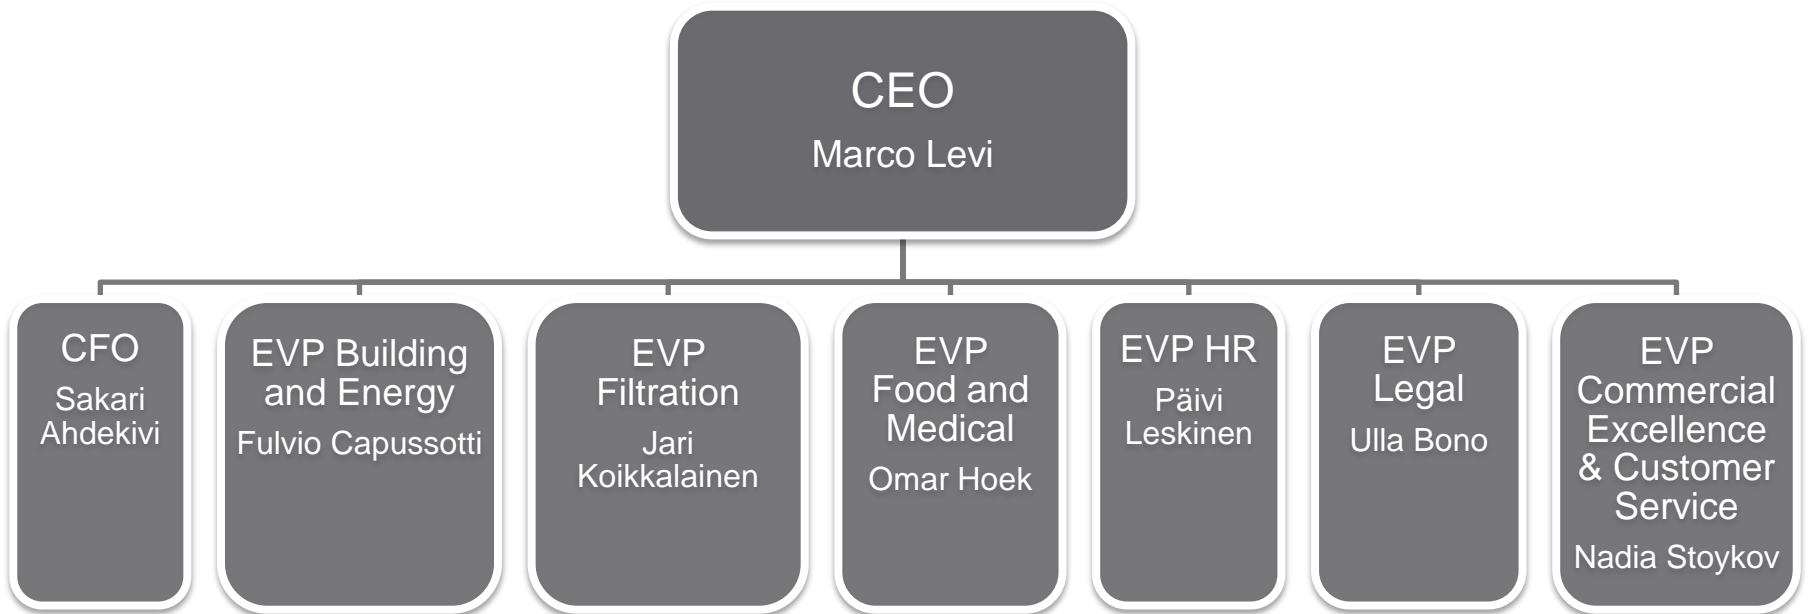 CEO
Marco Levi
CFO
Sakari
Ahdekivi
EVP Building
and Energy
Fulvio Capussotti
EVP
Filtration
Jari
Koikkalainen
EVP
Food and
Medical
Omar Hoek
EVP HR
Päivi
Leskinen
EVP
Legal
Ulla Bono
EVP
Commercial
Excellence
& Customer
Service
Nadia Stoykov